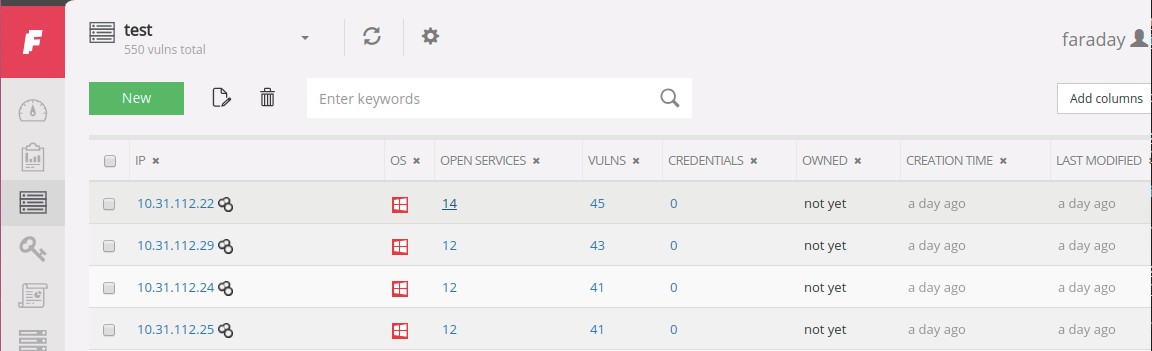 test
550 vulns total
faraday
New
Enter keywords
Add columns
IP × OS × OPEN SERVICES × VULNS × CREDENTIALS × OWNED × CREATION TIME × LAST MODIFIED
10.31.112.22 14 45 0 not yet a day ago a day ago
10.31.112.29 12 43 0 not yet a day ago a day ago
10.31.112.24 12 41 0 not yet a day ago a day ago
10.31.112.25 12 41 0 not yet a day ago a day ago